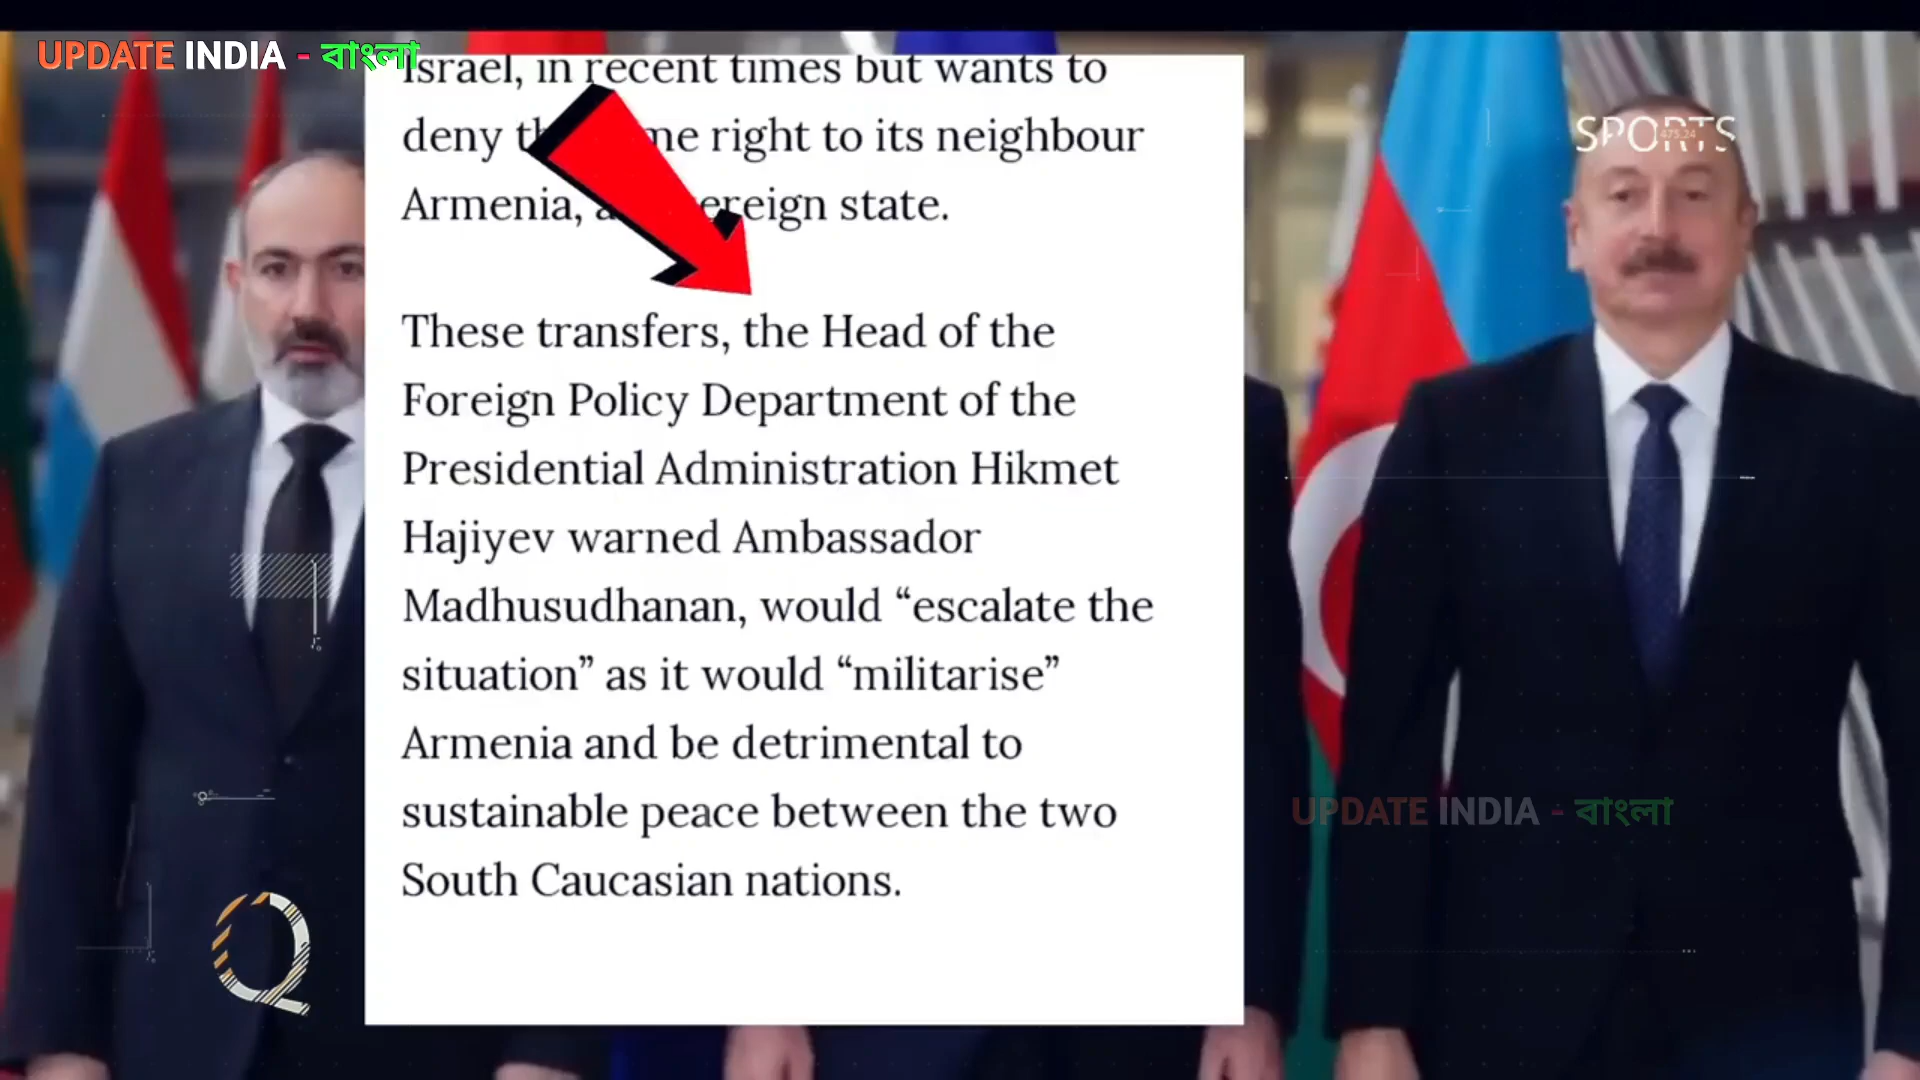 UPDATE INDIA - বাংলা
Israel, in recent times but wants to
deny right to its neighbour
Armenia, state.
SPORTS
475.24
These transfers, the Head of the
Foreign Policy Department of the
Presidential Administration Hikmet
Hajiyev warned Ambassador
Madhusudhanan, would “escalate the
situation” as it would “militarise”
Armenia and be detrimental to
sustainable peace between the two
South Caucasian nations.
UPDATE INDIA - বাংলা
Q